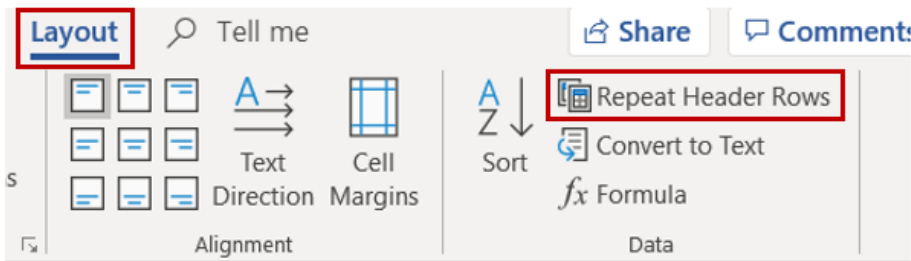 Layout Tell me Share Comments
Repeat Header Rows
A
Z
Convert to Text
Text
Direction
Cell
Margins
Sort
fx Formula
s
Alignment
Data